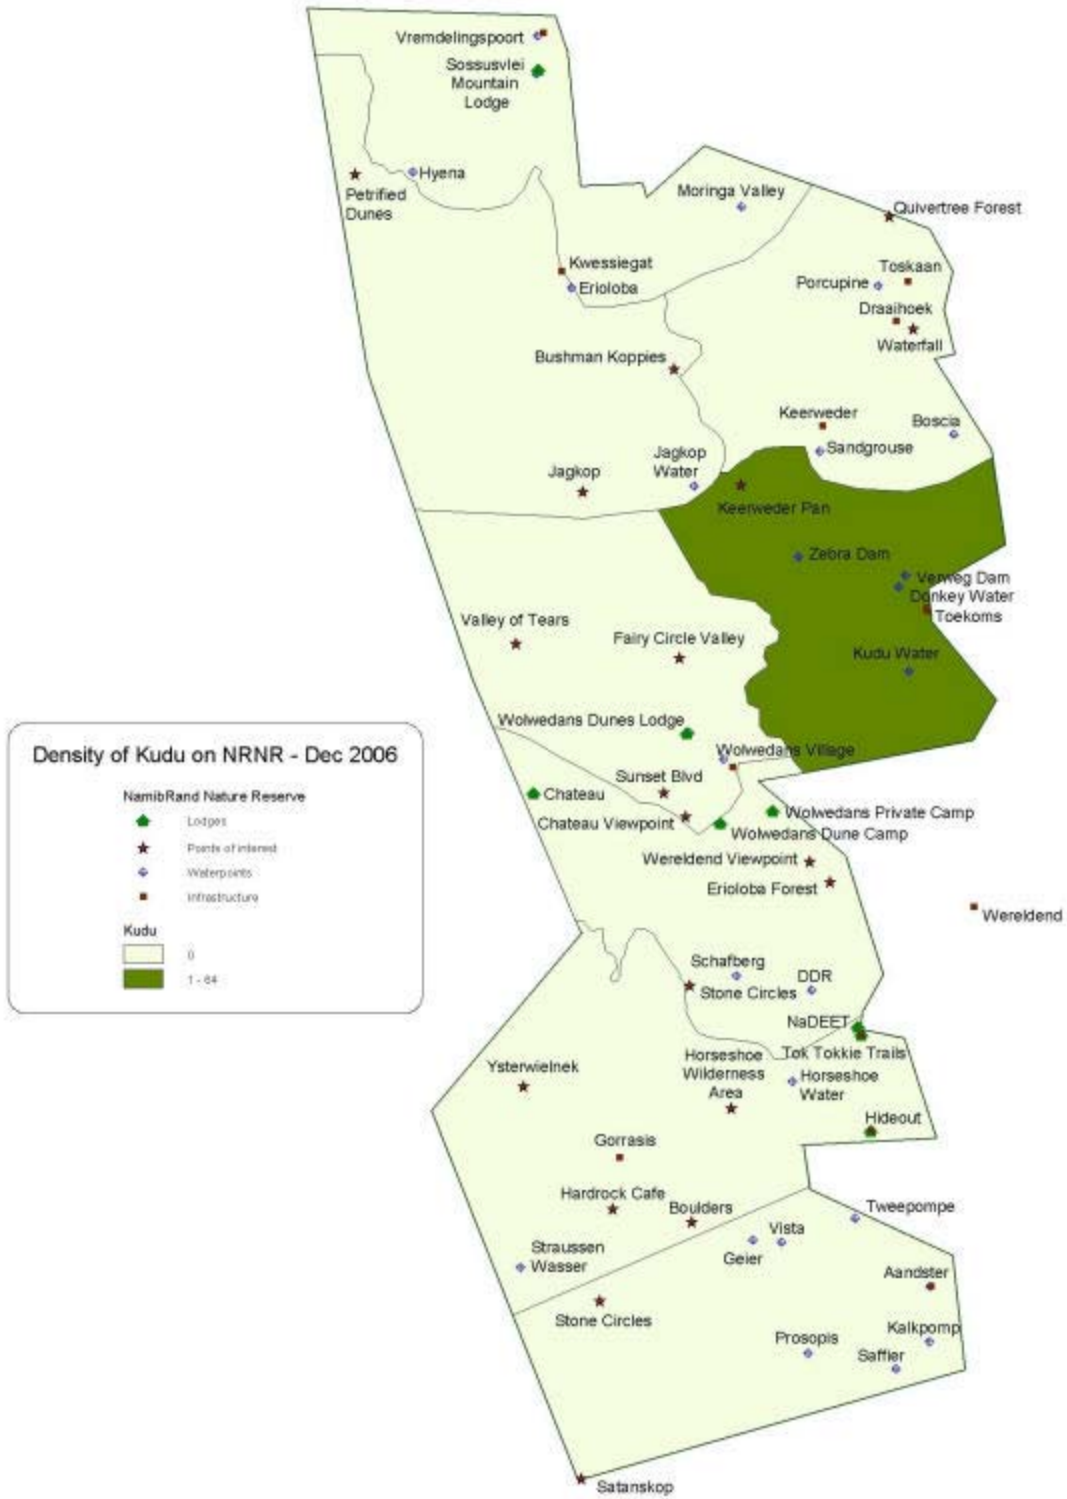 Vremdelingspoort
Sossusvlei
Mountain
Lodge
Hyena
Petrified
Dunes
Moringa Valley
Quivertree Forest
Kwessiegat
Erioloba
Toskaan
Porcupine
Draaihoek
Waterfall
Bushman Koppies
Keerweder
Boscia
Sandgrouse
Jagkop
Water
Jagkop
Keerweder Pan
Zebra Dam
Verweg Dam
Donkey Water
Toekoms
Valley of Tears
Fairy Circle Valley
Kudu Water
Wolwedans Dunes Lodge
Wolwedans Village
Sunset Blvd
Chateau
Chateau Viewpoint
Wolwedans Private Camp
Wolwedans Dune Camp
Wereldend Viewpoint
Erioloba Forest
Wereldend
Density of Kudu on NRNR - Dec 2006
NamibRand Nature Reserve
Lodges
Points of interest
Waterpoints
Infrastructure
Kudu
0
1 - 64
Schafberg
Stone Circles
DDR
NaDEET
Tok Tokkie Trails
Ysterwielnek
Horseshoe
Wilderness
Area
Horseshoe
Water
Hideout
Gorrasis
Hardrock Cafe
Boulders
Tweepompe
Vista
Geier
Straussen
Wasser
Aandster
Stone Circles
Kalkpomp
Prosopis
Saffier
Satanskop